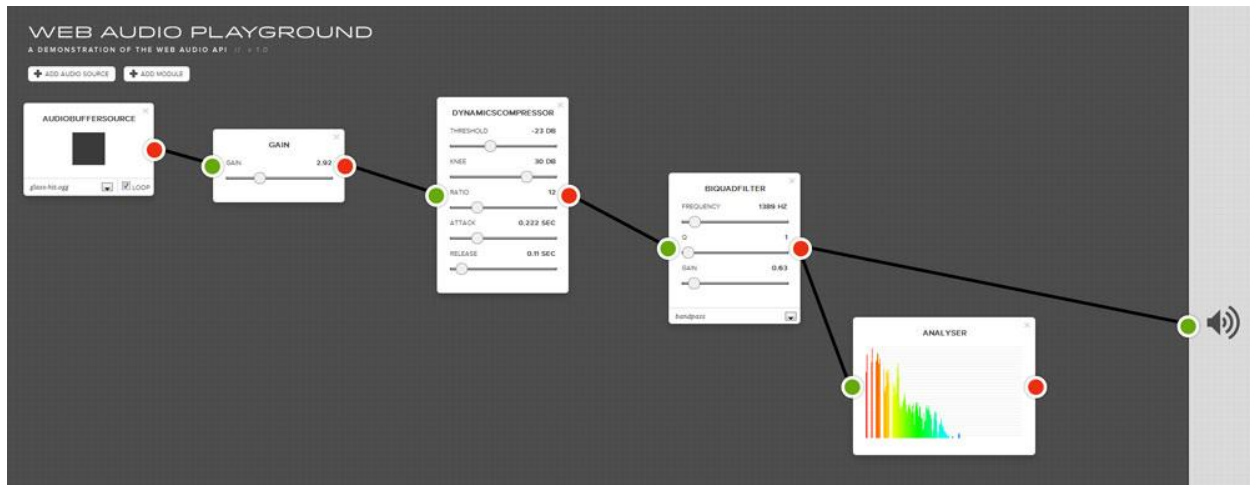 WEB AUDIO PLAYGROUND
A DEMONSTRATION OF THE WEB AUDIO API // v 1.0
ADD AUDIO SOURCE
ADD MODULE
AUDIOBUFFERSOURCE
glass-hit.ogg
LOOP
GAIN
GAIN 2.92
DYNAMICSCOMPRESSOR
THRESHOLD -23 DB
KNEE 30 DB
RATIO 12
ATTACK 0.222 SEC
RELEASE 0.11 SEC
BIQUADFILTER
FREQUENCY 1389 HZ
Q 1
GAIN 0.63
bandpass
ANALYSER